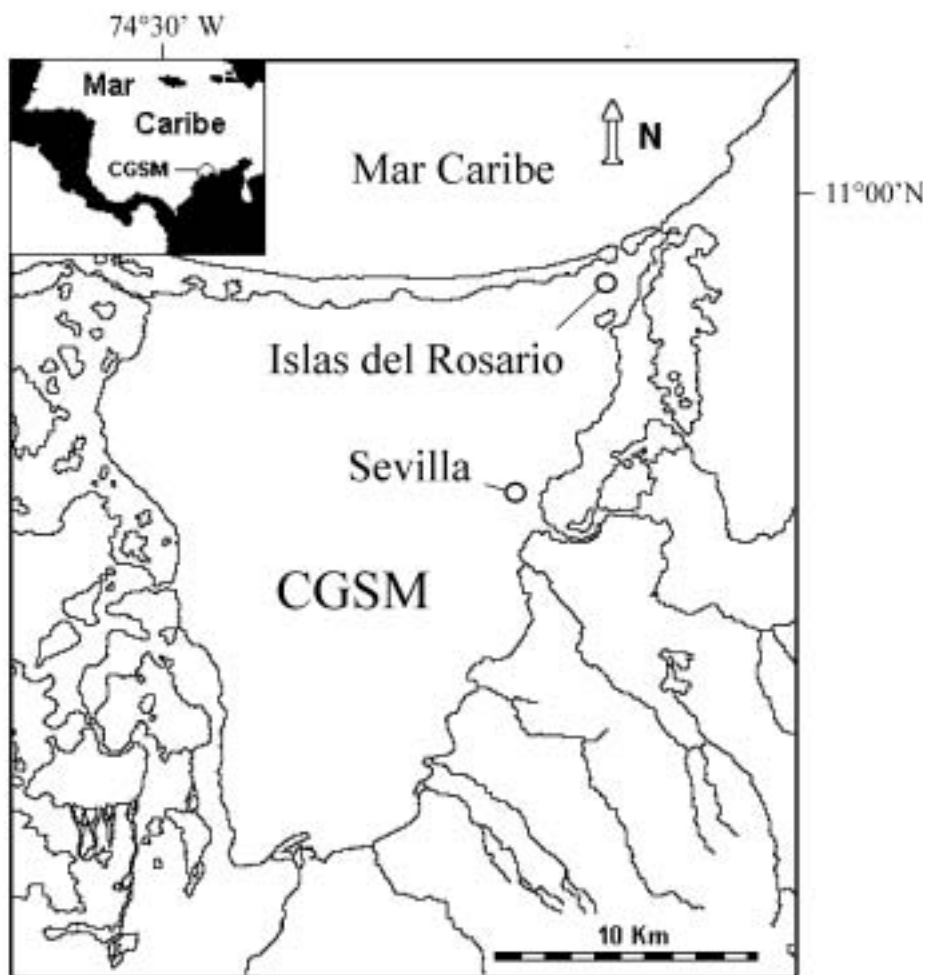 74°30’ W
Mar
Caribe
CGSM
N
Mar Caribe
11°00’N
Islas del Rosario
Sevilla
CGSM
10 Km